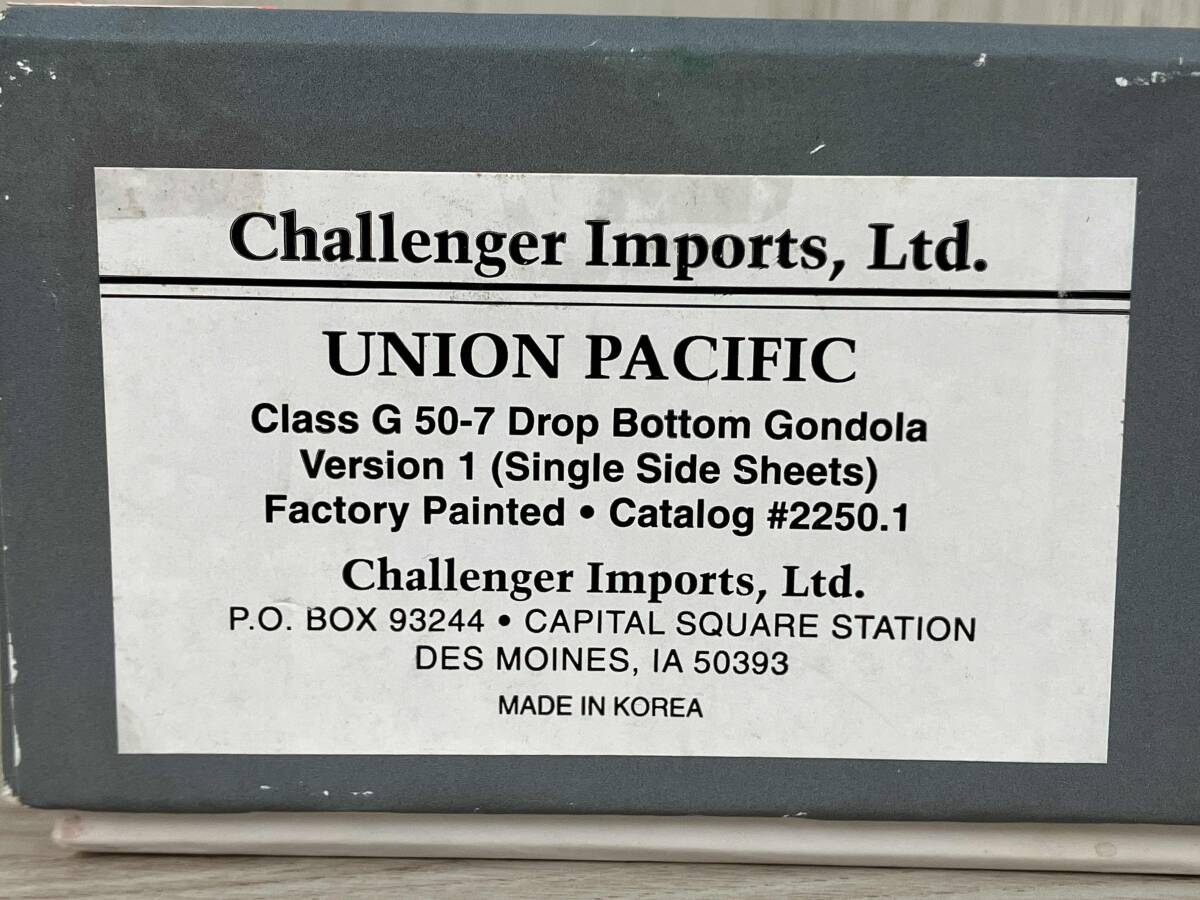 Challenger Imports, Ltd.
UNION PACIFIC
Class G 50-7 Drop Bottom Gondola
Version 1 (Single Side Sheets)
Factory Painted • Catalog #2250.1
Challenger Imports, Ltd.
P.O. BOX 93244 • CAPITAL SQUARE STATION
DES MOINES, IA 50393
MADE IN KOREA